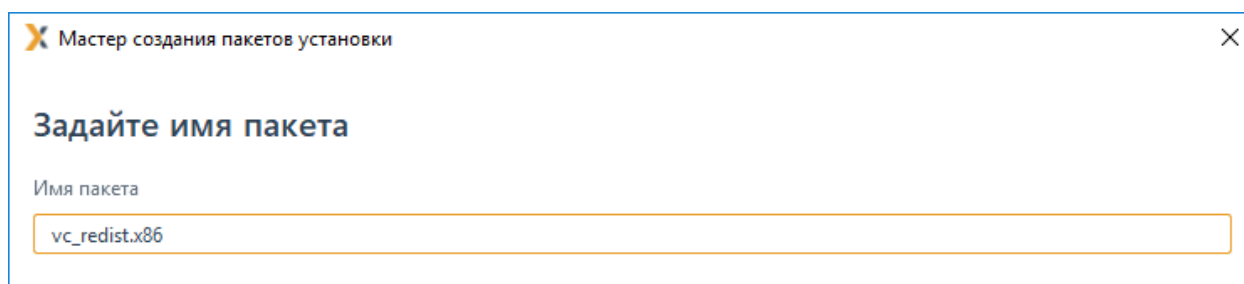 Мастер создания пакетов установки
Задайте имя пакета
Имя пакета
vc_redist.x86